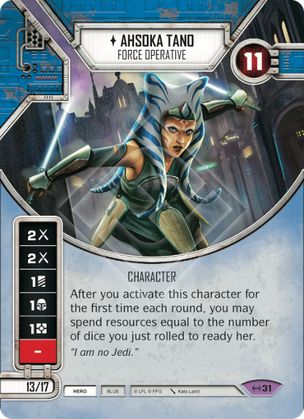 AHSOKA TANO
FORCE OPERATIVE
11
2
2
1
1
1
-
CHARACTER
After you activate this character for
the first time each round, you may
spend resources equal to the number
of dice you just rolled to ready her.
"I am no Jedi."
13/17
HERO
BLUE
© LFL © FFG
Kate Laird
31